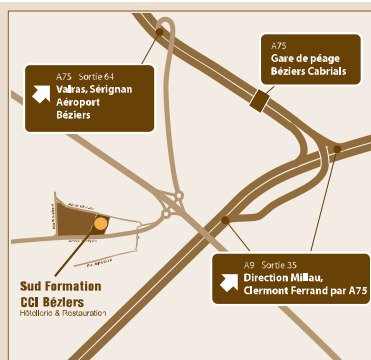 A75
Gare de péage
Béziers Cabrials
A75 Sortie 64
Valras, Sérignan
Aéroport
Béziers
A9 Sortie 35
Direction Millau,
Clermont Ferrand par A75
Sud Formation
CCI Béziers
Hôtellerie & Restauration